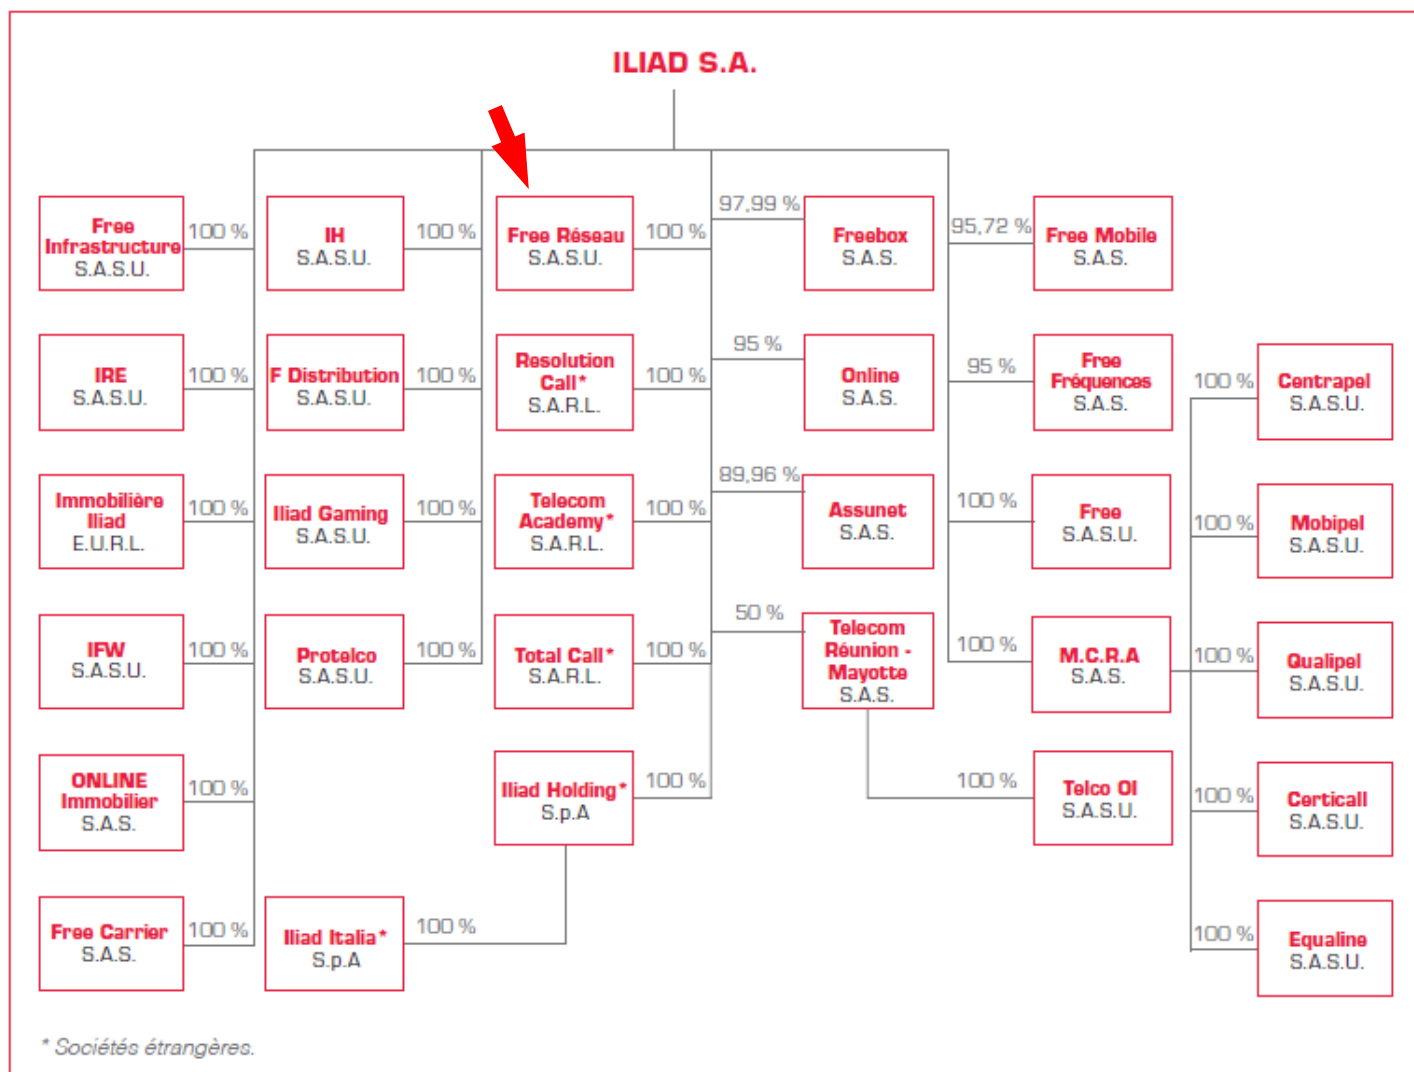 ILIAD S.A.
Free
Infrastructure
S.A.S.U.
100 %
IH
S.A.S.U.
100 %
Free Réseau
S.A.S.U.
100 %
97,99 %
Freebox
S.A.S.
95,72 %
Free Mobile
S.A.S.
IRE
S.A.S.U.
100 %
F Distribution
S.A.S.U.
100 %
Resolution
Call*
S.A.R.L.
100 %
95 %
Online
S.A.S.
95 %
Free
Fréquences
S.A.S.
100 %
Centrapel
S.A.S.U.
Immobilière
Iliad
E.U.R.L.
100 %
Iliad Gaming
S.A.S.U.
100 %
Telecom
Academy*
S.A.R.L.
100 %
89,96 %
Assunet
S.A.S.
100 %
Free
S.A.S.U.
100 %
Mobipel
S.A.S.U.
IFW
S.A.S.U.
100 %
Protelco
S.A.S.U.
100 %
Total Call*
S.A.R.L.
100 %
50 %
Telecom
Réunion -
Mayotte
S.A.S.
100 %
M.C.R.A
S.A.S.
100 %
Qualipel
S.A.S.U.
ONLINE
Immobilier
S.A.S.
100 %
Iliad Holding*
S.p.A
100 %
100 %
Telco OI
S.A.S.U.
100 %
Certicall
S.A.S.U.
Free Carrier
S.A.S.
100 %
Iliad Italia*
S.p.A
100 %
100 %
Equaline
S.A.S.U.
* Sociétés étrangères.